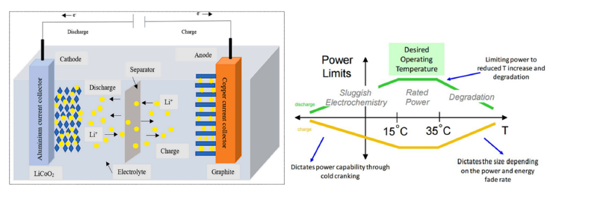 e
e
Discharge
Charge
Cathode
Anode
Separator
Discharge
Li+
Li+
Charge
Electrolyte
Aluminium current collector
Copper current collector
LiCoO2
Graphite
Desired
Operating
Temperature
Power
Limits
Limiting power to
reduced T increase and
degradation
Sluggish
Electrochemistry
Rated
Power
Degradation
discharge
charge
15°C
35°C
T
Dictates power capability through
cold cranking
Dictates the size depending
on the power and energy
fade rate